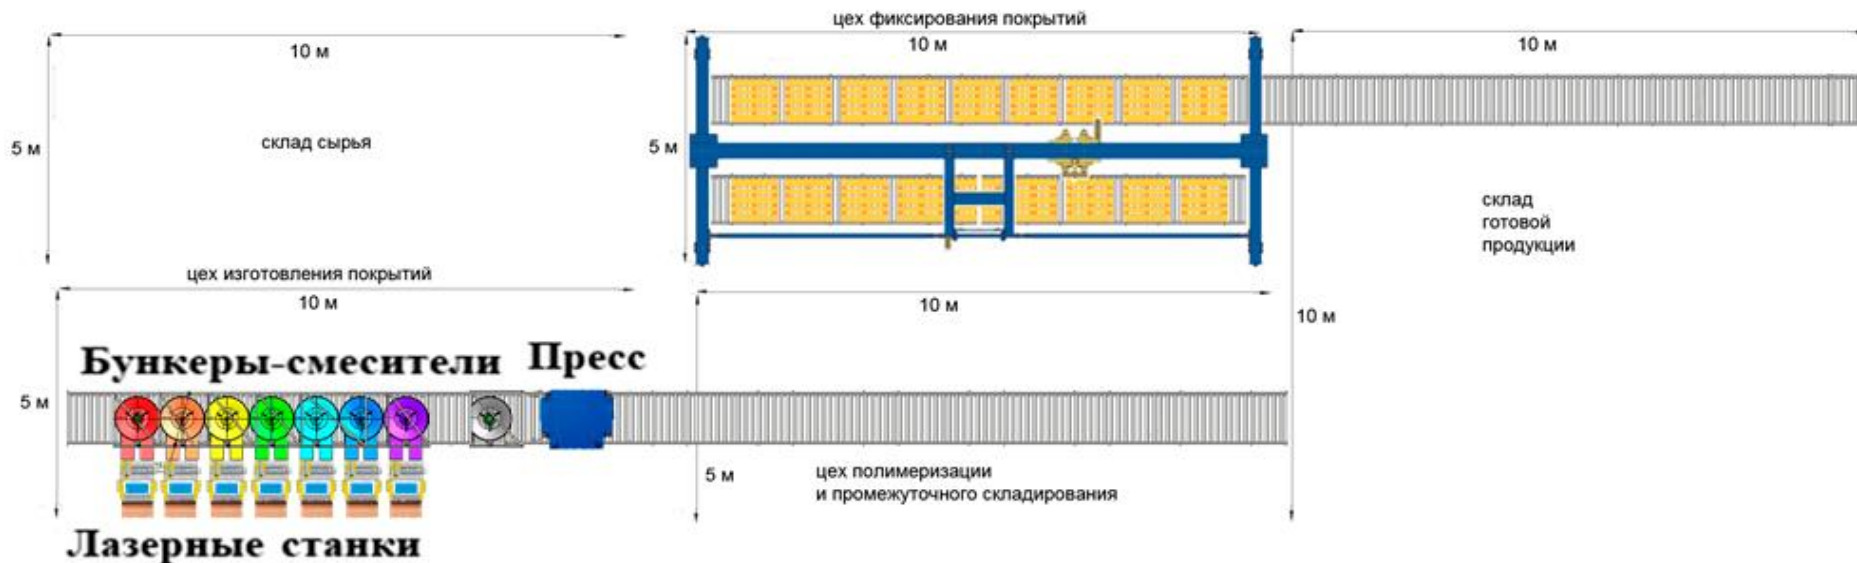 цех фиксирования покрытий
10 м
10 м
10 м
5 м
склад сырья
5 м
склад
готовой
продукции
цех изготовления покрытий
10 м
10 м
10 м
Бункеры-смесители
Пресс
5 м
5 м
цех полимеризации
и промежуточного складирования
Лазерные станки